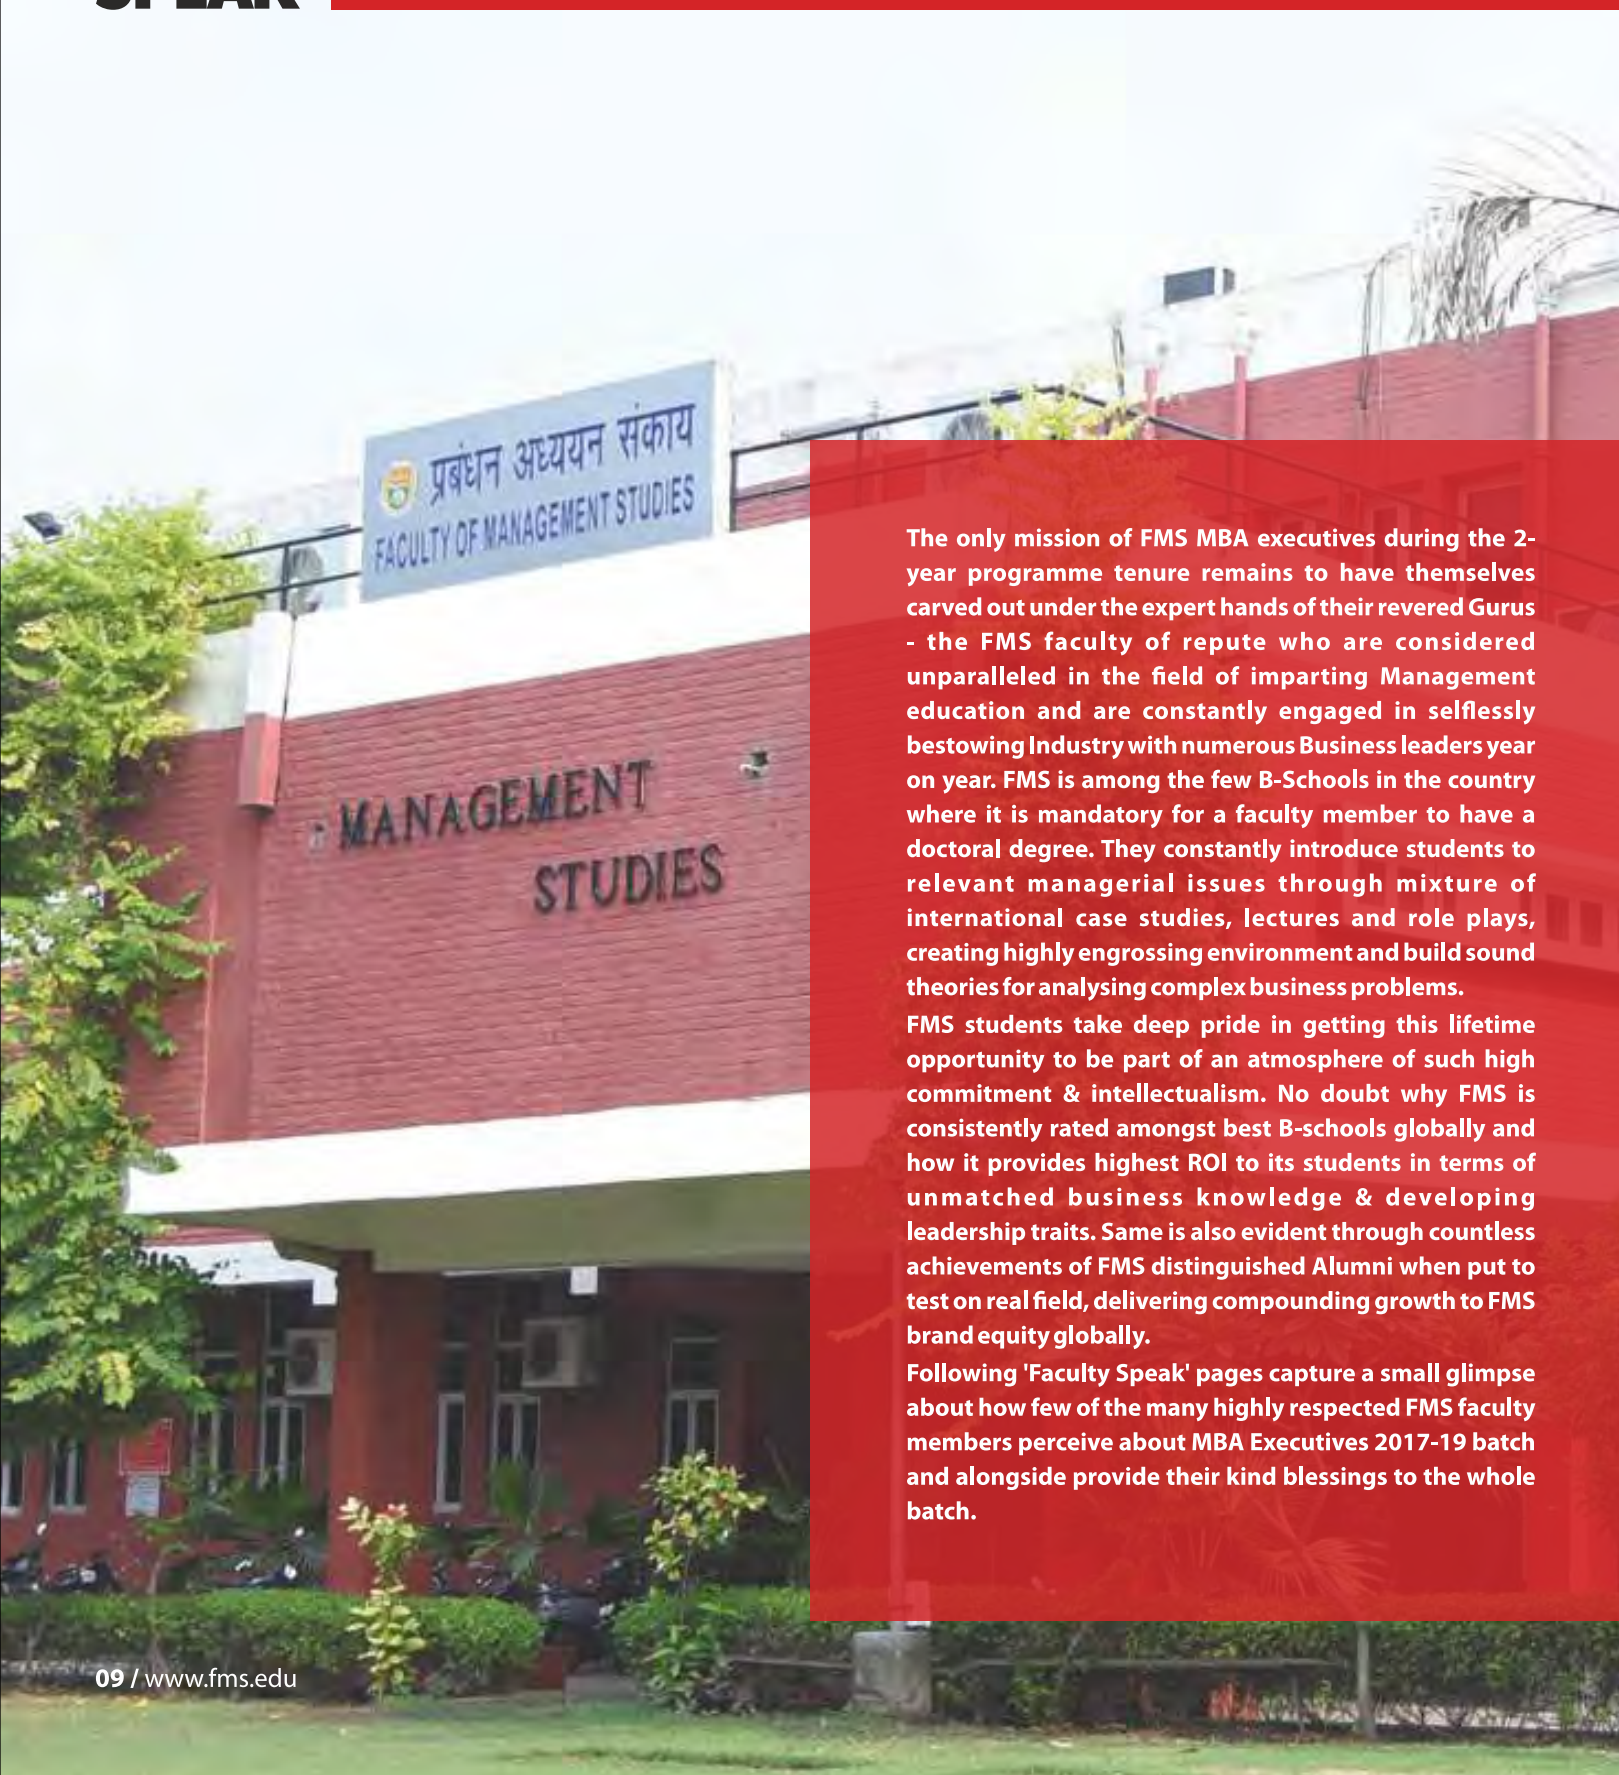 SPEAK
प्रबंधन अध्ययन संकाय
FACULTY OF MANAGEMENT STUDIES
MANAGEMENT
STUDIES
The only mission of FMS MBA executives during the 2-
year programme tenure remains to have themselves
carved out under the expert hands of their revered Gurus
- the FMS faculty of repute who are considered
unparalleled in the field of imparting Management
education and are constantly engaged in selflessly
bestowing Industry with numerous Business leaders year
on year. FMS is among the few B-Schools in the country
where it is mandatory for a faculty member to have a
doctoral degree. They constantly introduce students to
relevant managerial issues through mixture of
international case studies, lectures and role plays,
creating highly engrossing environment and build sound
theories for analysing complex business problems.
FMS students take deep pride in getting this lifetime
opportunity to be part of an atmosphere of such high
commitment & intellectualism. No doubt why FMS is
consistently rated amongst best B-schools globally and
how it provides highest ROI to its students in terms of
unmatched business knowledge & developing
leadership traits. Same is also evident through countless
achievements of FMS distinguished Alumni when put to
test on real field, delivering compounding growth to FMS
brand equity globally.
Following 'Faculty Speak' pages capture a small glimpse
about how few of the many highly respected FMS faculty
members perceive about MBA Executives 2017-19 batch
and alongside provide their kind blessings to the whole
batch.
09 / www.fms.edu